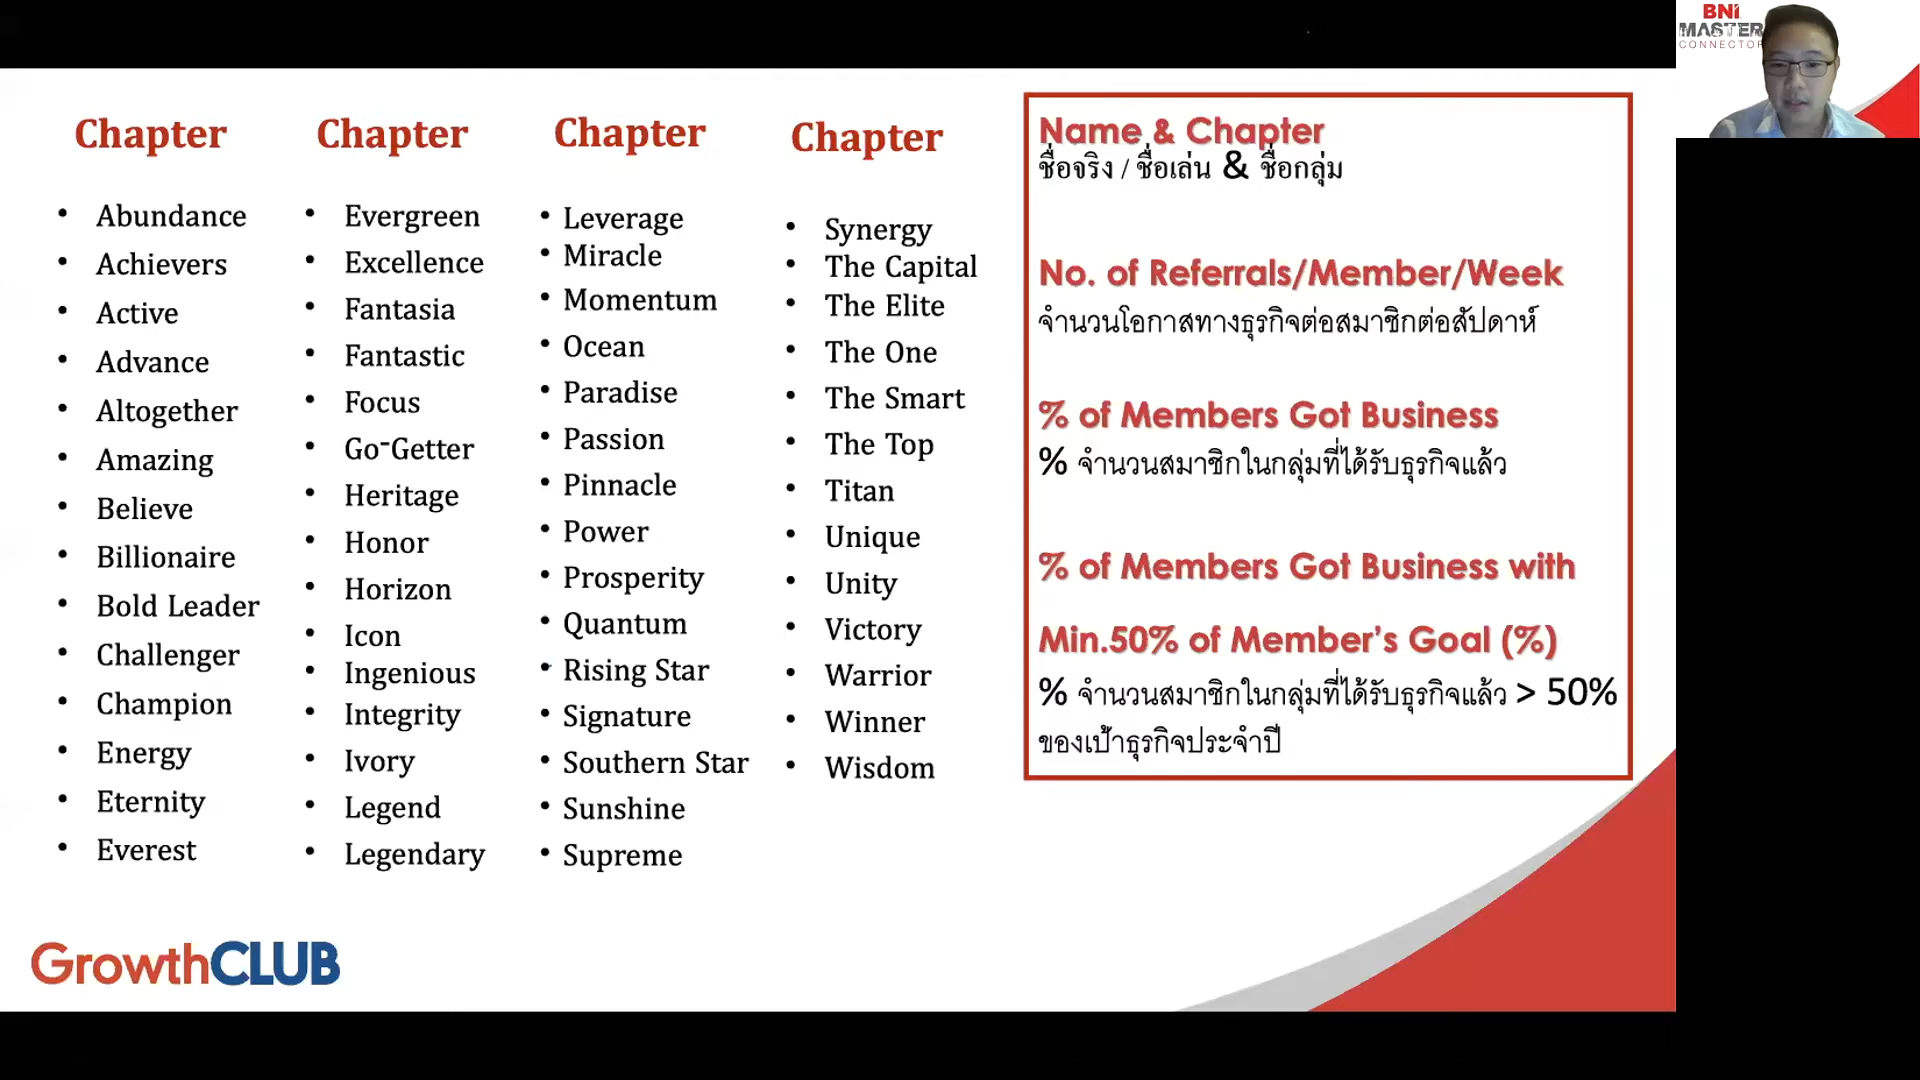 BNI
MASTER
CONNECTOR
Chapter
Abundance
Achievers
Active
Advance
Altogether
Amazing
Believe
Billionaire
Bold Leader
Challenger
Champion
Energy
Eternity
Everest
Chapter
Evergreen
Excellence
Fantasia
Fantastic
Focus
Go-Getter
Heritage
Honor
Horizon
Icon
Ingenious
Integrity
Ivory
Legend
Legendary
Chapter
Leverage
Miracle
Momentum
Ocean
Paradise
Passion
Pinnacle
Power
Prosperity
Quantum
Rising Star
Signature
Southern Star
Sunshine
Supreme
Chapter
Synergy
The Capital
The Elite
The One
The Smart
The Top
Titan
Unique
Unity
Victory
Warrior
Winner
Wisdom
Name & Chapter
ชื่อจริง / ชื่อเล่น & ชื่อกลุ่ม
No. of Referrals/Member/Week
จำนวนโอกาสทางธุรกิจต่อสมาชิกต่อสัปดาห์
% of Members Got Business
% จำนวนสมาชิกในกลุ่มที่ได้รับธุรกิจแล้ว
% of Members Got Business with
Min.50% of Member’s Goal (%)
% จำนวนสมาชิกในกลุ่มที่ได้รับธุรกิจแล้ว > 50%
ของเป้าธุรกิจประจำปี
GrowthCLUB